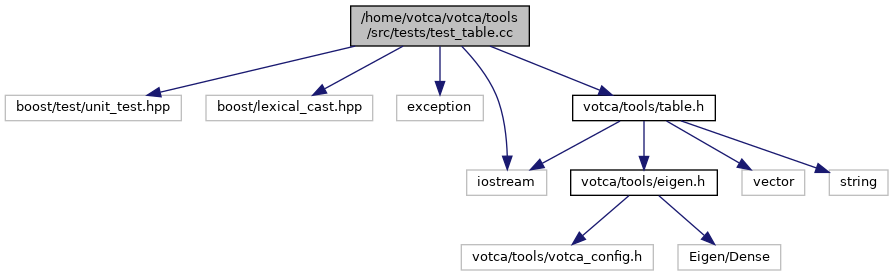 /home/votca/votca/tools
/src/tests/test_table.cc
boost/test/unit_test.hpp
boost/lexical_cast.hpp
exception
votca/tools/table.h
iostream
votca/tools/eigen.h
vector
string
votca/tools/votca_config.h
Eigen/Dense